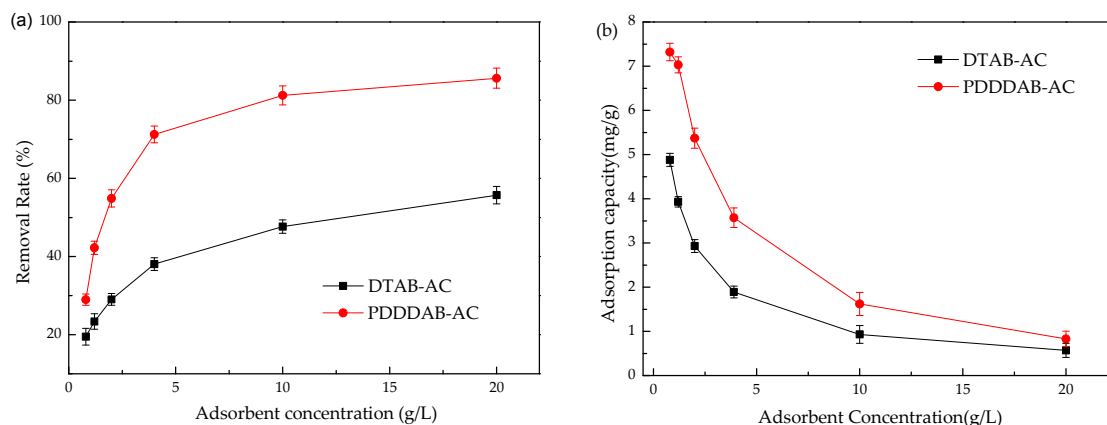 (a)
100
80
60
40
20
Removal Rate (%)
DTAB-AC
PDDDAB-AC
0 5 10 15 20
Adsorbent concentration (g/L)
(b)
8
7
6
5
4
3
2
1
0
Adsorption capacity(mg/g)
DTAB-AC
PDDDAB-AC
0 5 10 15 20
Adsorbent Concentration(g/L)